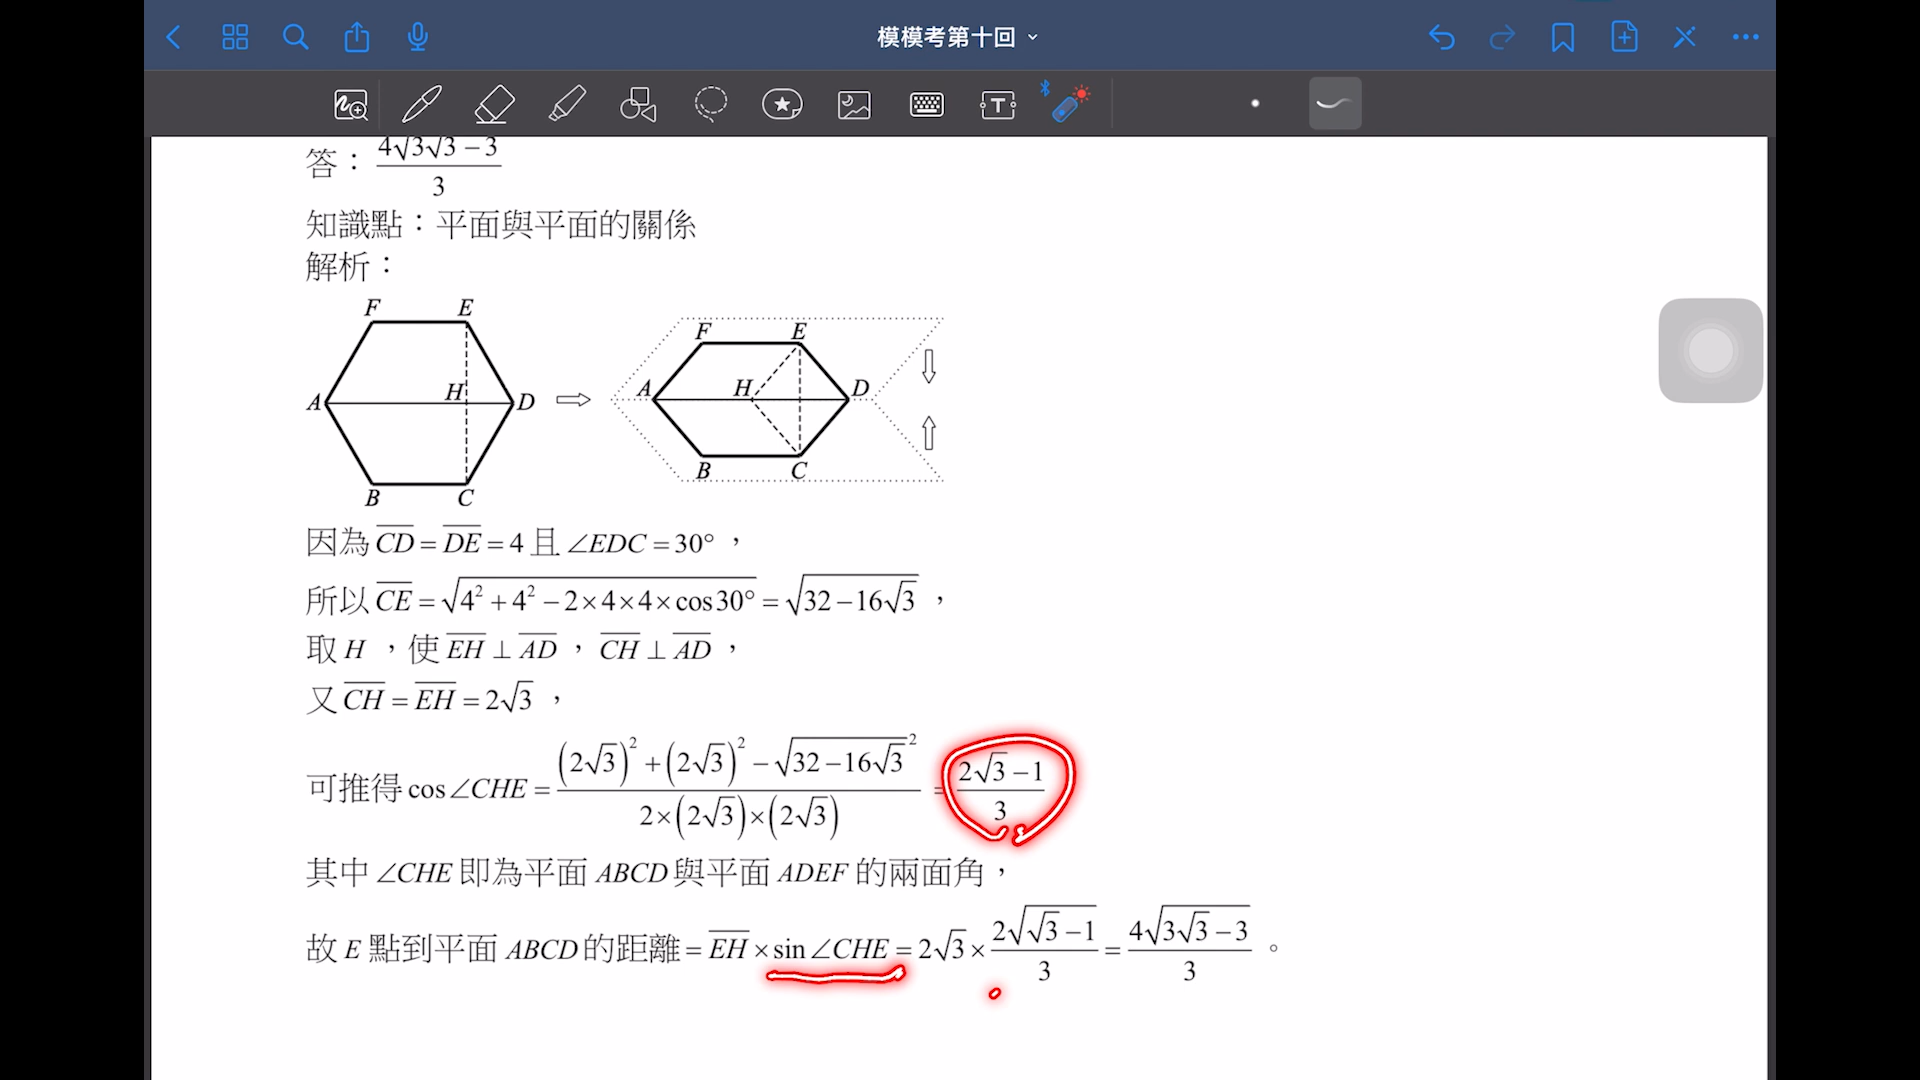 模模考第十回
答：4√3√3 − 3 / 3
知識點：平面與平面的關係
解析：
F E
A H D
B C
F E
A H D
B C
因為 CD = DE = 4 且 ∠EDC = 30°，
所以 CE = √(4² + 4² − 2×4×4×cos30°) = √(32 − 16√3)，
取 H ，使 EH ⊥ AD ， CH ⊥ AD ，
又 CH = EH = 2√3 ，
可推得 cos∠CHE = ((2√3)² + (2√3)² − √(32 − 16√3)²) / (2×(2√3)×(2√3)) = (2√3 − 1) / 3
其中 ∠CHE 即為平面 ABCD 與平面 ADEF 的兩面角，
故 E 點到平面 ABCD 的距離 = EH × sin∠CHE = 2√3 × 2√(√3 − 1) / 3 = 4√(3√3 − 3) / 3 。